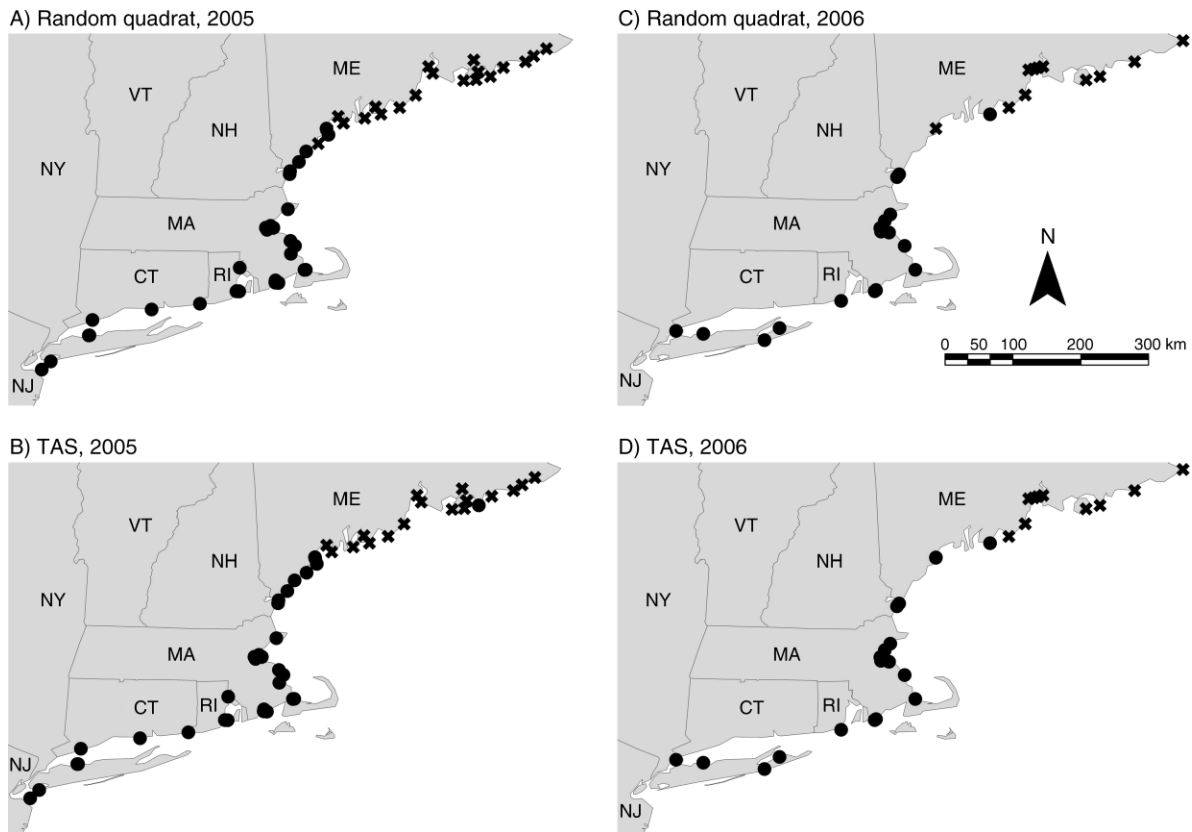 A) Random quadrat, 2005
ME
VT
NH
NY
MA
CT
RI
NJ
C) Random quadrat, 2006
ME
VT
NH
NY
MA
CT
RI
NJ
N
0 50 100 200 300 km
B) TAS, 2005
ME
VT
NH
NY
MA
CT
RI
NJ
D) TAS, 2006
ME
VT
NH
NY
MA
CT
RI
NJ